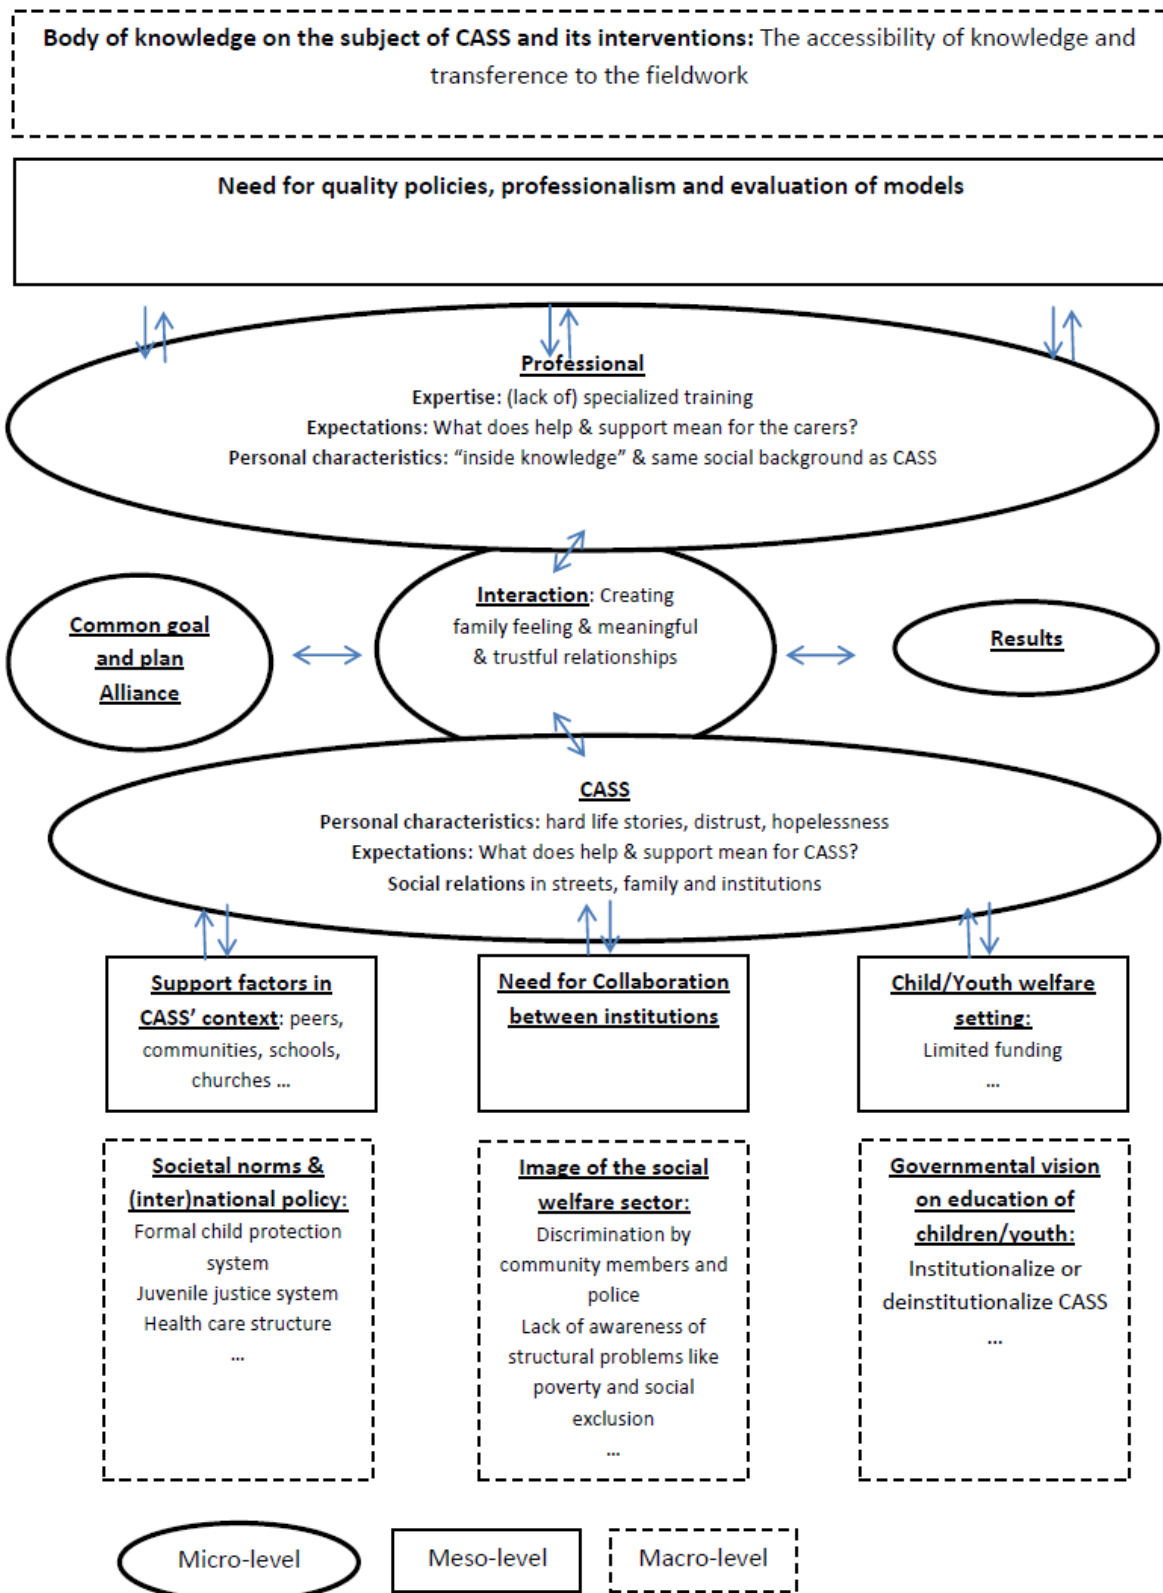 Body of knowledge on the subject of CASS and its interventions: The accessibility of knowledge and
transference to the fieldwork
Need for quality policies, professionalism and evaluation of models
Professional
Expertise: (lack of) specialized training
Expectations: What does help & support mean for the carers?
Personal characteristics: “inside knowledge” & same social background as CASS
Common goal
and plan
Alliance
Interaction: Creating
family feeling & meaningful
& trustful relationships
Results
CASS
Personal characteristics: hard life stories, distrust, hopelessness
Expectations: What does help & support mean for CASS?
Social relations in streets, family and institutions
Support factors in
CASS’ context: peers,
communities, schools,
churches ...
Need for Collaboration
between institutions
Child/Youth welfare
setting:
Limited funding
...
Societal norms &
(inter)national policy:
Formal child protection
system
Juvenile justice system
Health care structure
...
Image of the social
welfare sector:
Discrimination by
community members and
police
Lack of awareness of
structural problems like
poverty and social
exclusion
...
Governmental vision
on education of
children/youth:
Institutionalize or
deinstitutionalize CASS
...
Micro-level
Meso-level
Macro-level